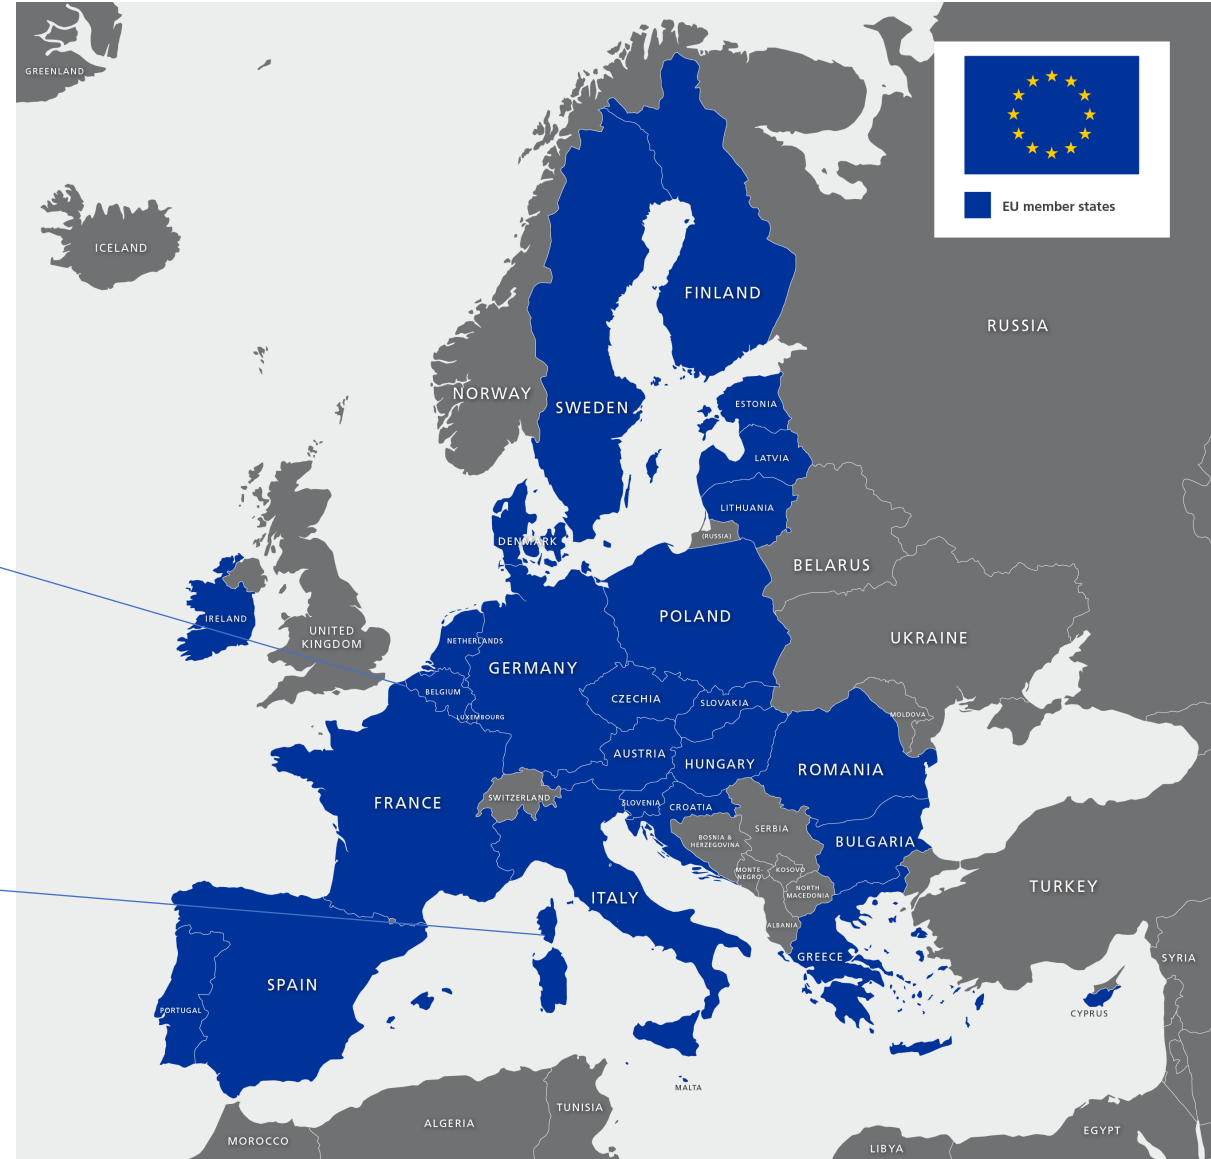 GREENLAND
EU member states
ICELAND
FINLAND
RUSSIA
NORWAY
SWEDEN
ESTONIA
LATVIA
LITHUANIA
(RUSSIA)
DENMARK
BELARUS
IRELAND
UNITED
KINGDOM
NETHERLANDS
POLAND
UKRAINE
GERMANY
BELGIUM
CZECHIA
SLOVAKIA
LUXEMBOURG
MOLDOVA
AUSTRIA
HUNGARY
ROMANIA
FRANCE
SWITZERLAND
SLOVENIA
CROATIA
SERBIA
BOSNIA &
HERZEGOVINA
BULGARIA
MONTE-
NEGRO
KOSOVO
NORTH
MACEDONIA
TURKEY
ITALY
ALBANIA
GREECE
SYRIA
SPAIN
PORTUGAL
CYPRUS
MALTA
TUNISIA
ALGERIA
MOROCCO
LIBYA
EGYPT